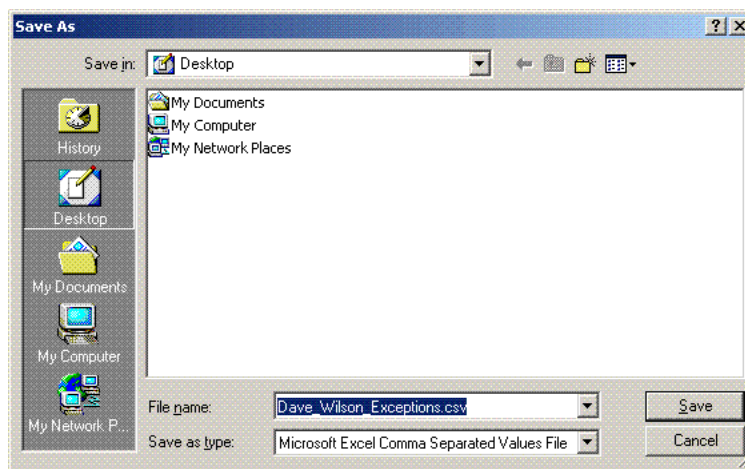 Save As
Save in: Desktop
History
Desktop
My Documents
My Computer
My Network P...
My Documents
My Computer
My Network Places
File name: Dave_Wilson_Exceptions.csv Save
Save as type: Microsoft Excel Comma Separated Values File Cancel